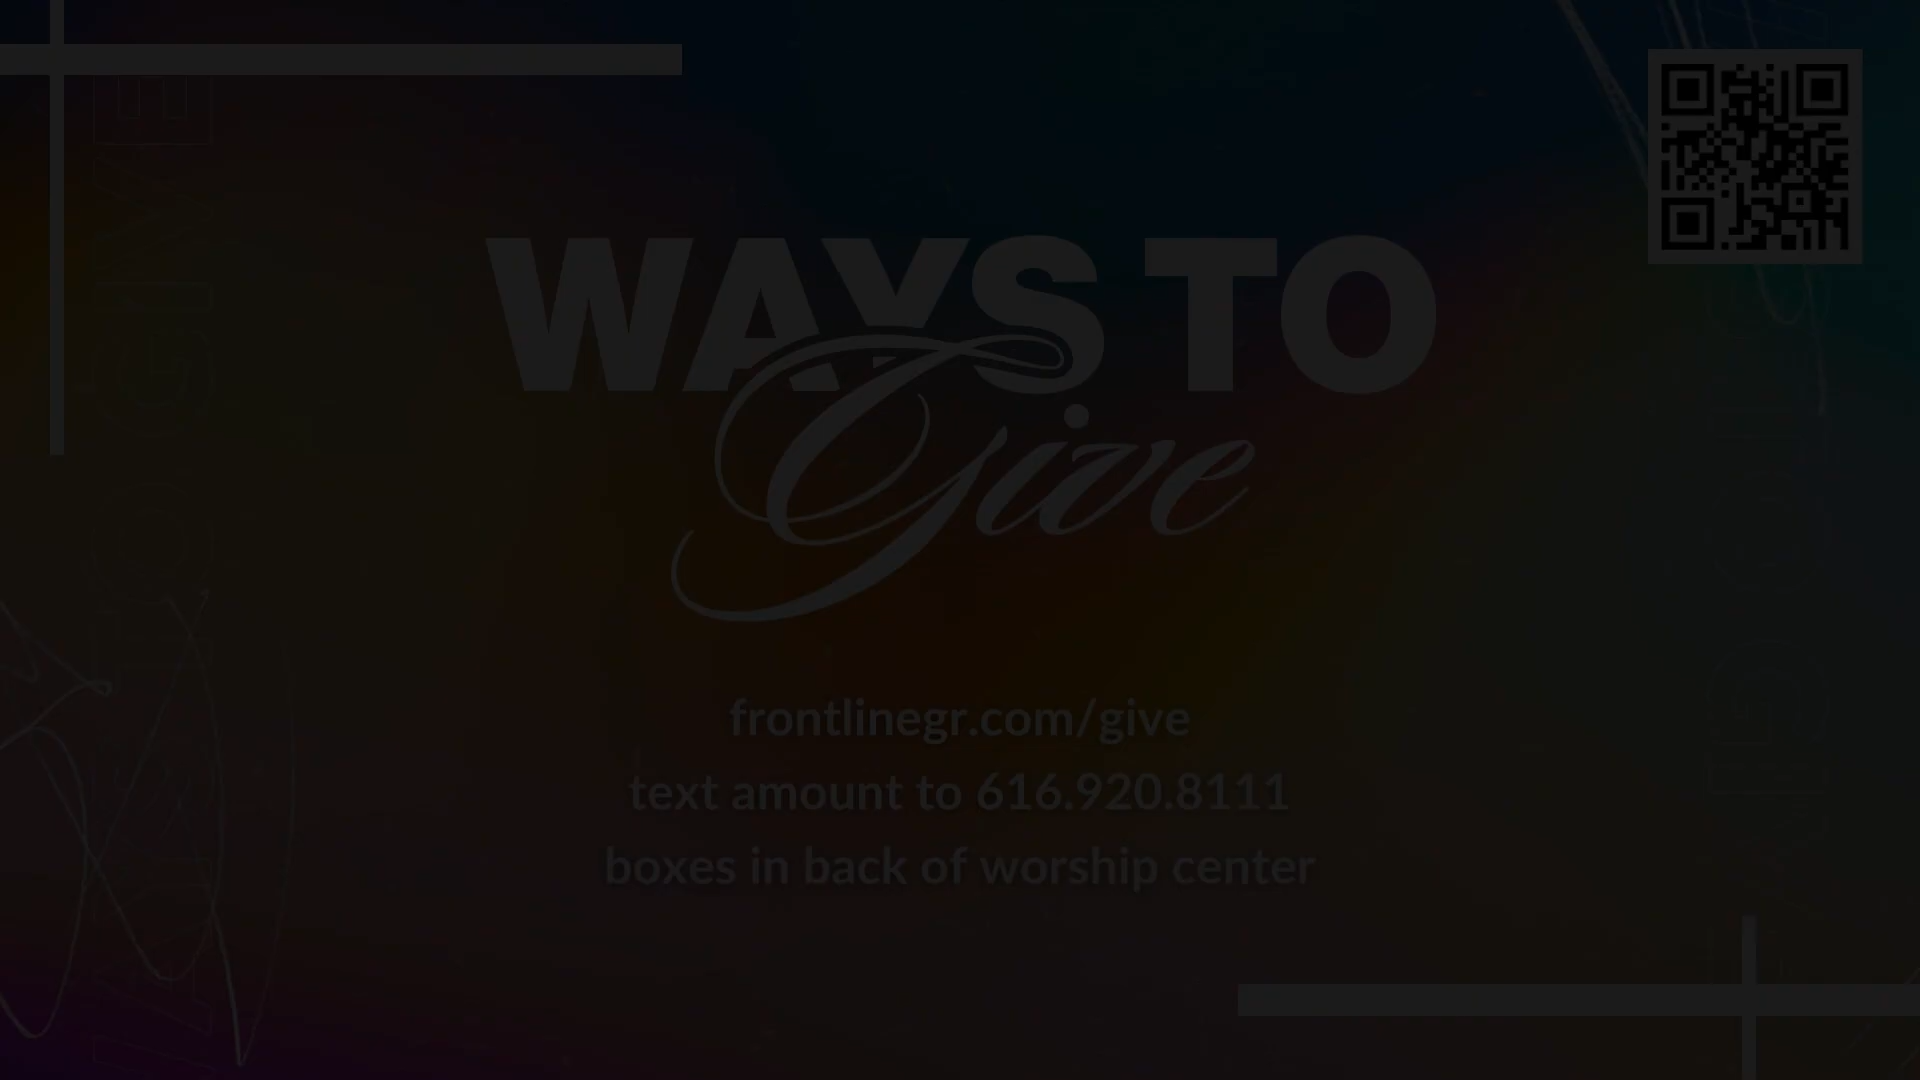 WAYS TO
Give
frontlinegr.com/give
text amount to 616.920.8111
boxes in back of worship center